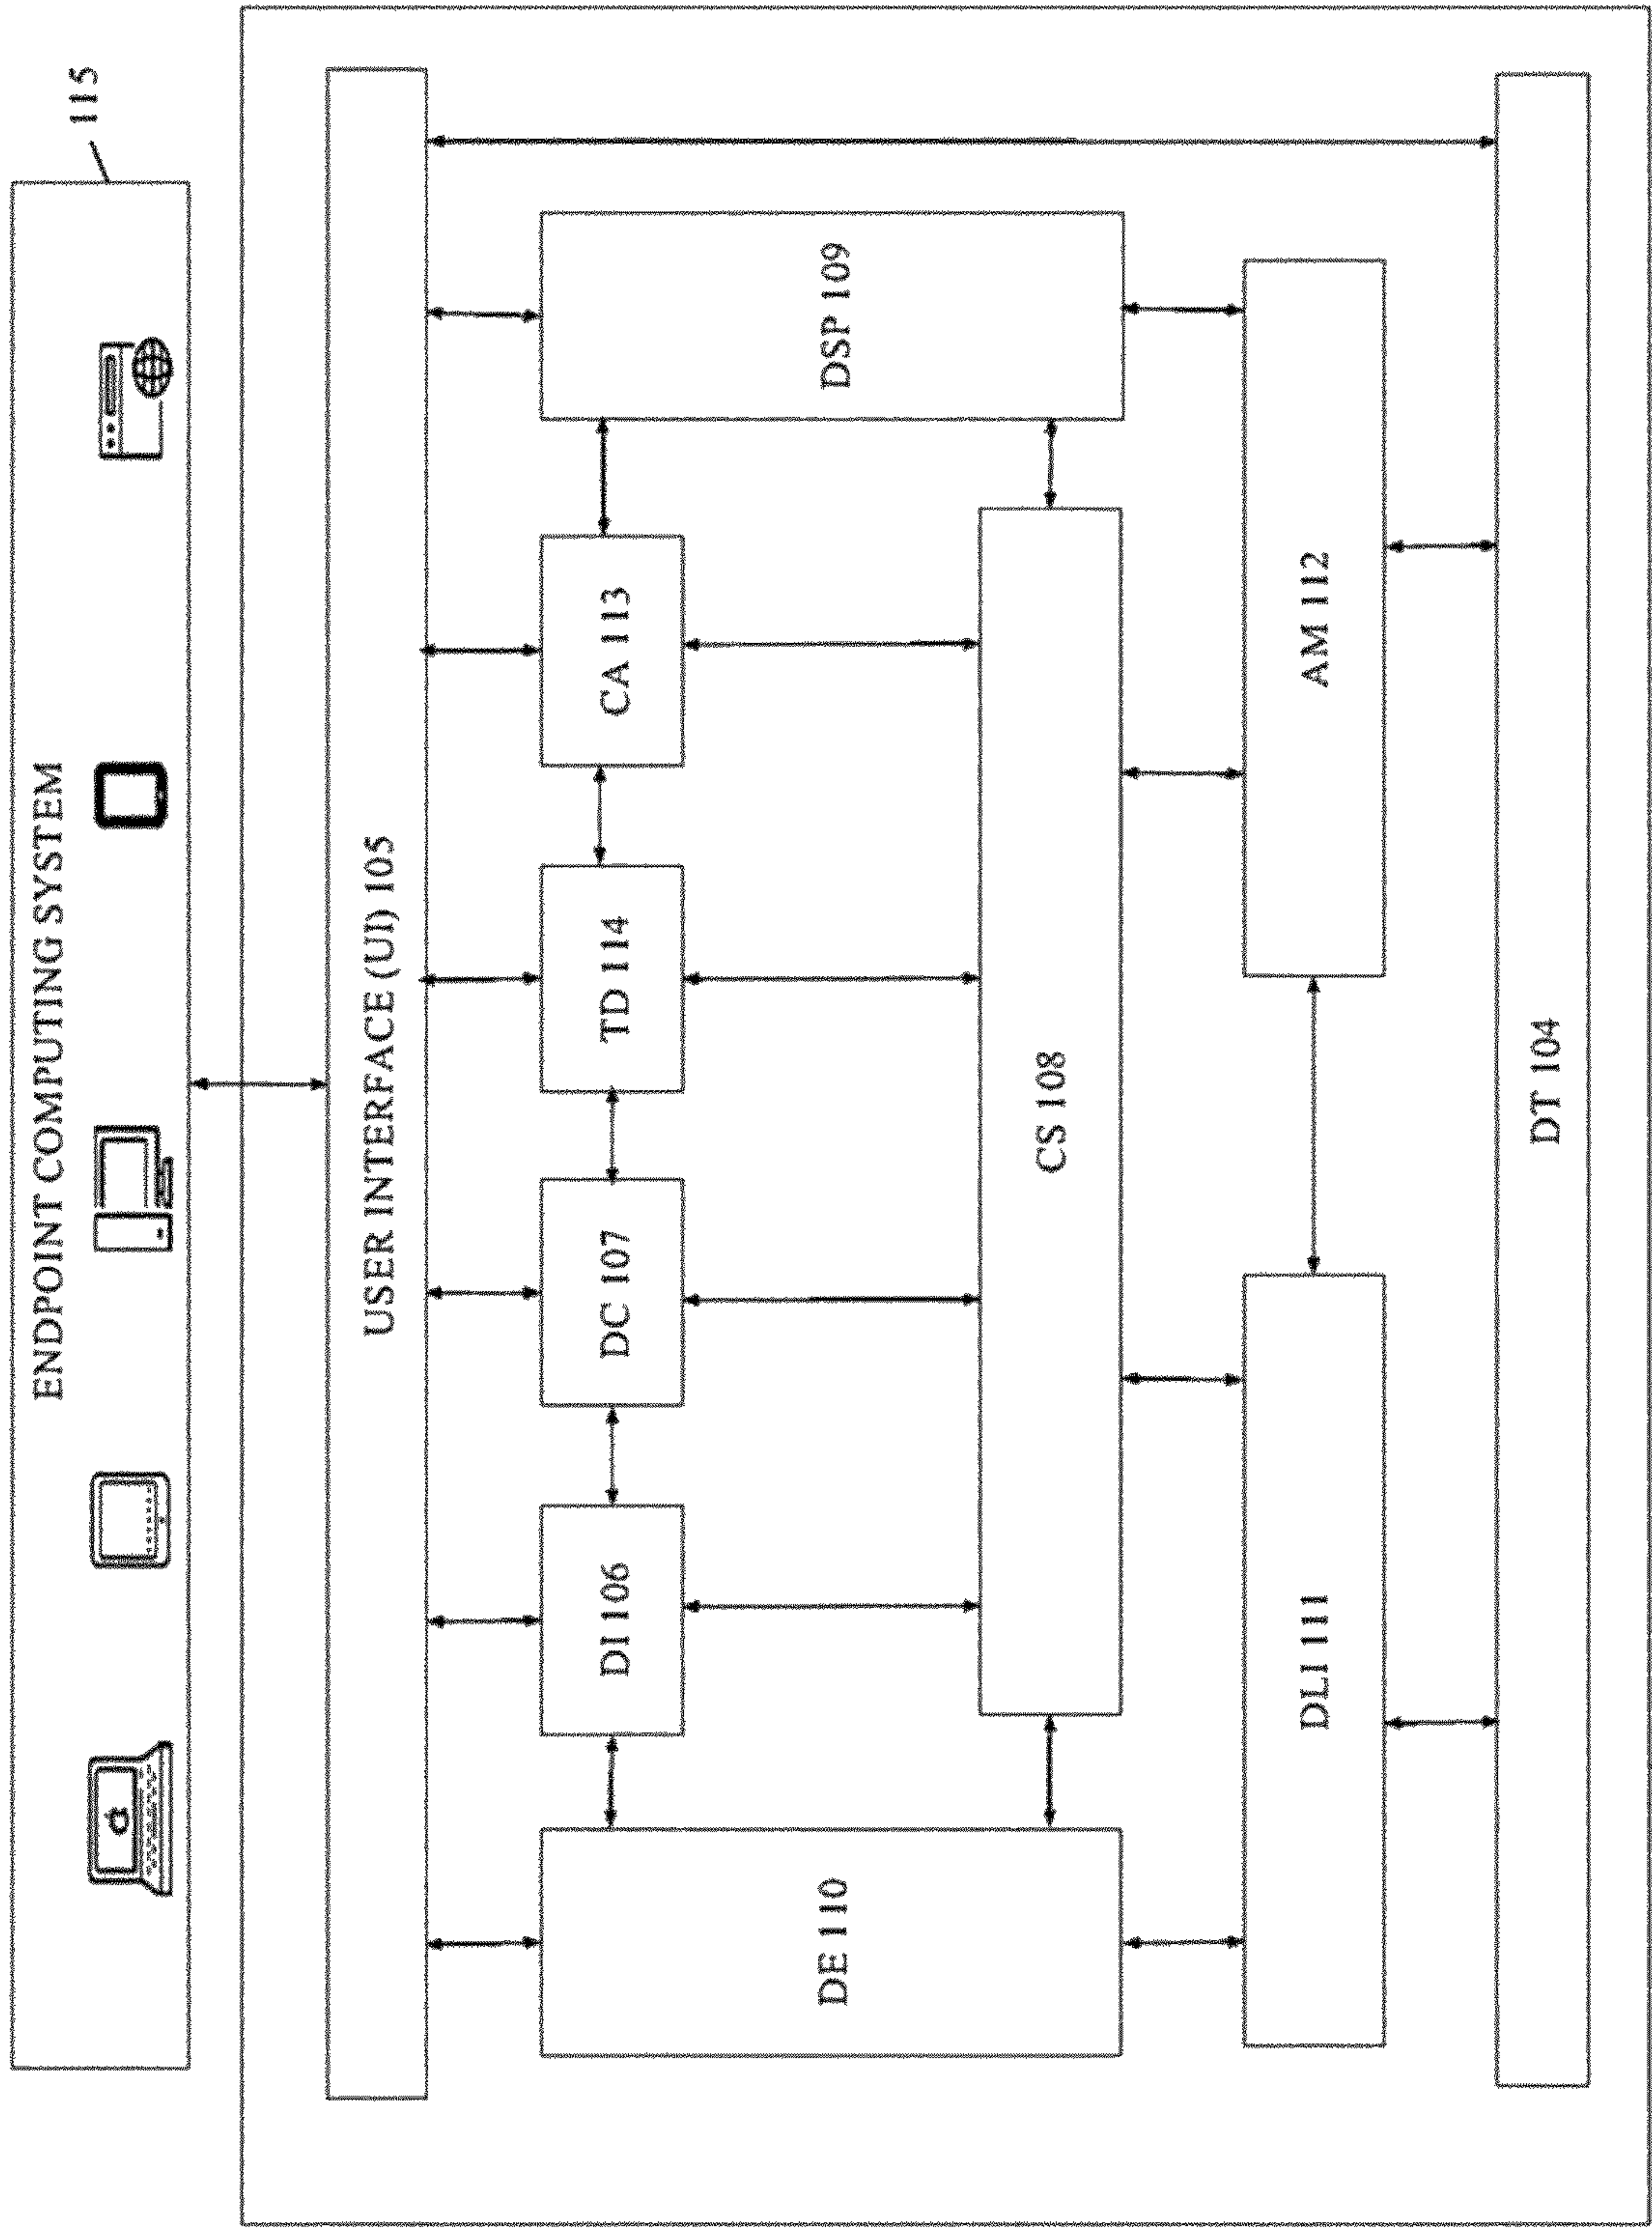 115
ENDPOINT COMPUTING SYSTEM
USER INTERFACE (UI) 105
DE 110
DI 106
DC 107
TD 114
CA 113
DSP 109
CS 108
DLI 111
AM 112
DT 104